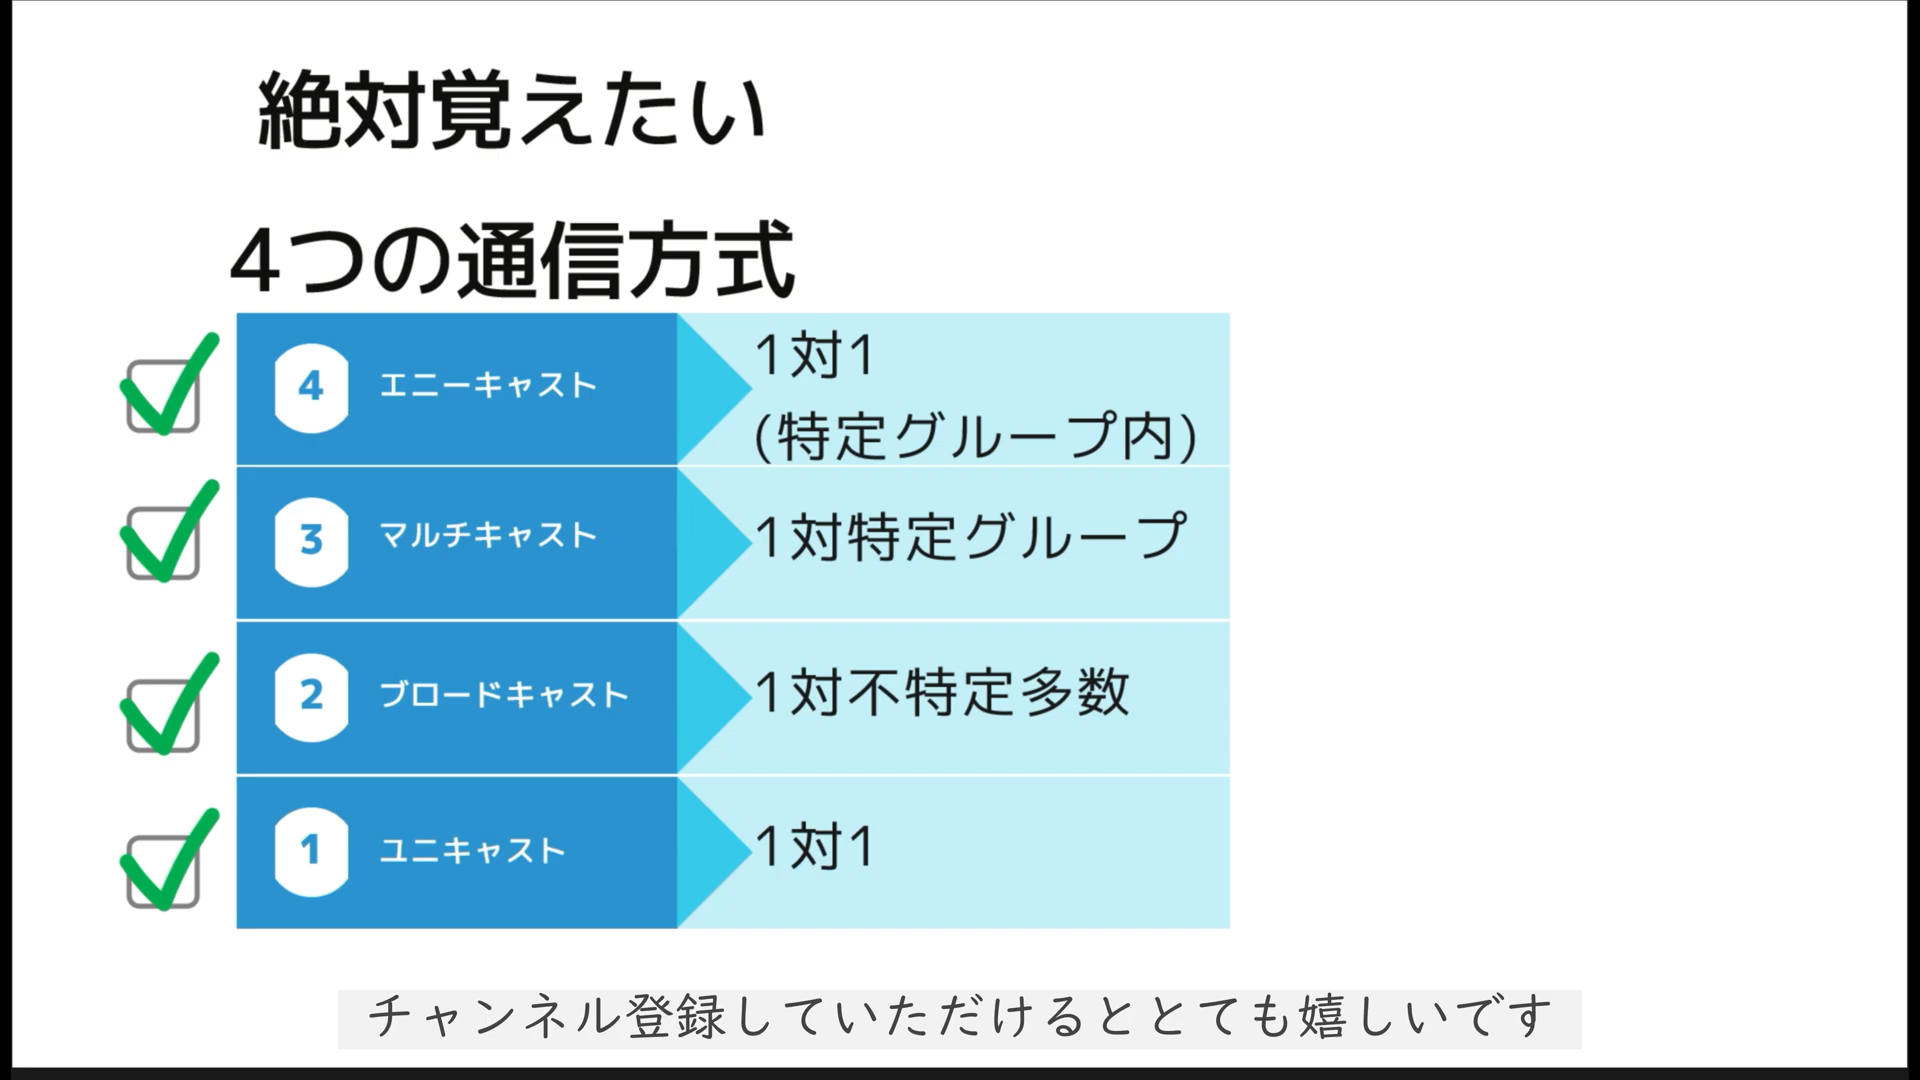 絶対覚えたい
4つの通信方式
4 エニーキャスト 1対1
(特定グループ内)
3 マルチキャスト 1対特定グループ
2 ブロードキャスト 1対不特定多数
1 ユニキャスト 1対1
チャンネル登録していただけるととても嬉しいです